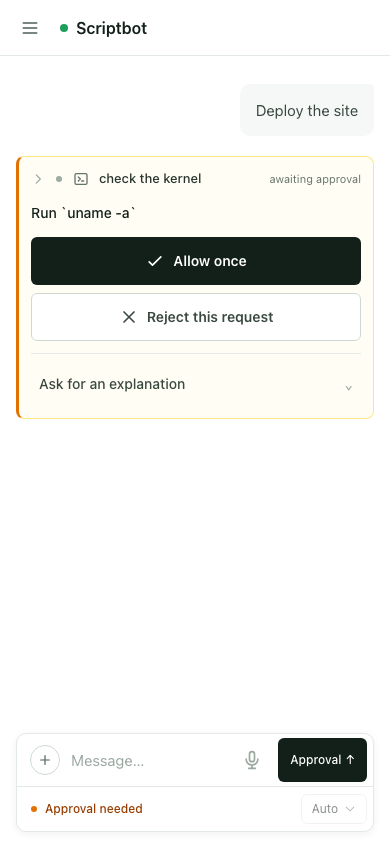 Scriptbot
Deploy the site
check the kernel
awaiting approval
Run `uname -a`
Allow once
Reject this request
Ask for an explanation
Message...
Approval ↑
Approval needed
Auto